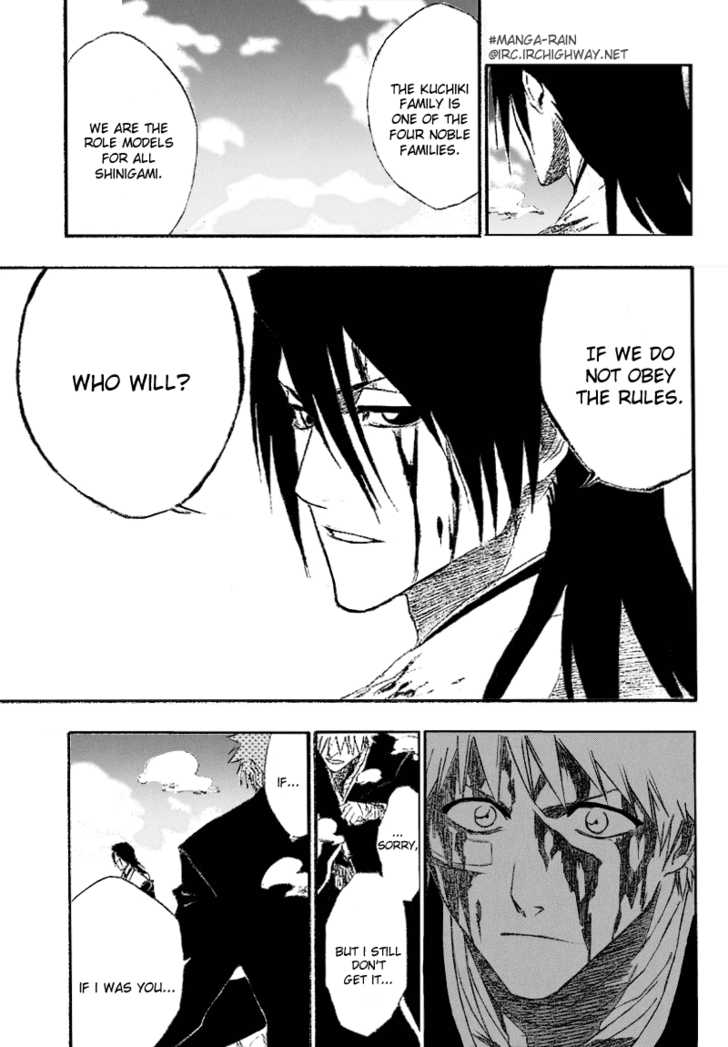 #MANGA-RAIN
@IRC.IRCHIGHWAY.NET
THE KUCHIKI
FAMILY IS
ONE OF THE
FOUR NOBLE
FAMILIES.
WE ARE THE
ROLE MODELS
FOR ALL
SHINIGAMI.
IF WE DO
NOT OBEY
THE RULES.
WHO WILL?
...
SORRY,
BUT I STILL
DON'T
GET IT...
IF...
IF I WAS YOU...